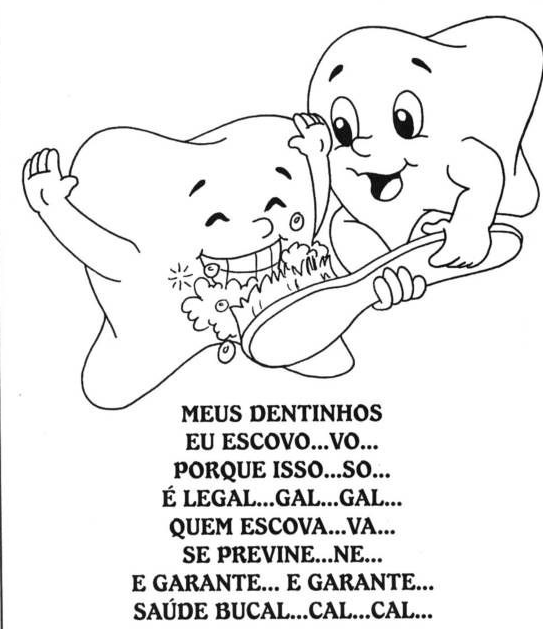 MEUS DENTINHOS
EU ESCOVO...VO...
PORQUE ISSO...SO...
É LEGAL...GAL...GAL...
QUEM ESCOVA...VA...
SE PREVINE...NE...
E GARANTE... E GARANTE...
SAÚDE BUCAL...CAL...CAL...